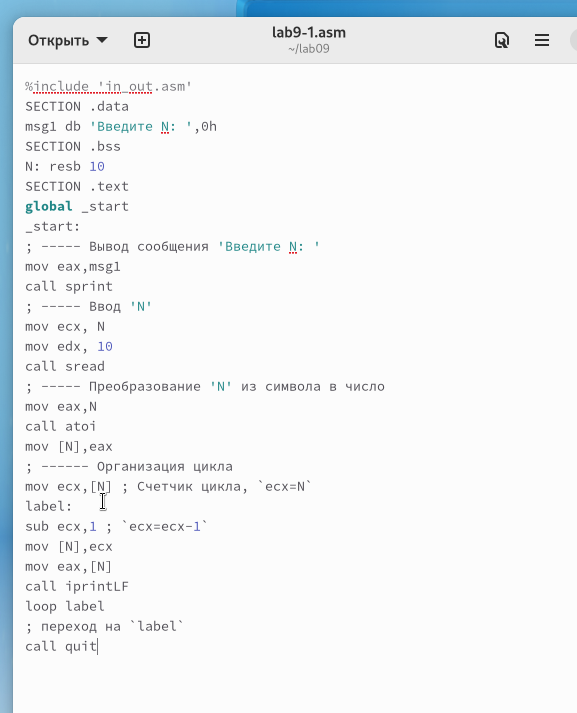 Открыть
lab9-1.asm
~/lab09
%include 'in_out.asm'
SECTION .data
msg1 db 'Введите N: ',0h
SECTION .bss
N: resb 10
SECTION .text
global _start
_start:
; ----- Вывод сообщения 'Введите N: '
mov eax,msg1
call sprint
; ----- Ввод 'N'
mov ecx, N
mov edx, 10
call sread
; ----- Преобразование 'N' из символа в число
mov eax,N
call atoi
mov [N],eax
; ------ Организация цикла
mov ecx,[N] ; Счетчик цикла, `ecx=N`
label:
sub ecx,1 ; `ecx=ecx-1`
mov [N],ecx
mov eax,[N]
call iprintLF
loop label
; переход на `label`
call quit